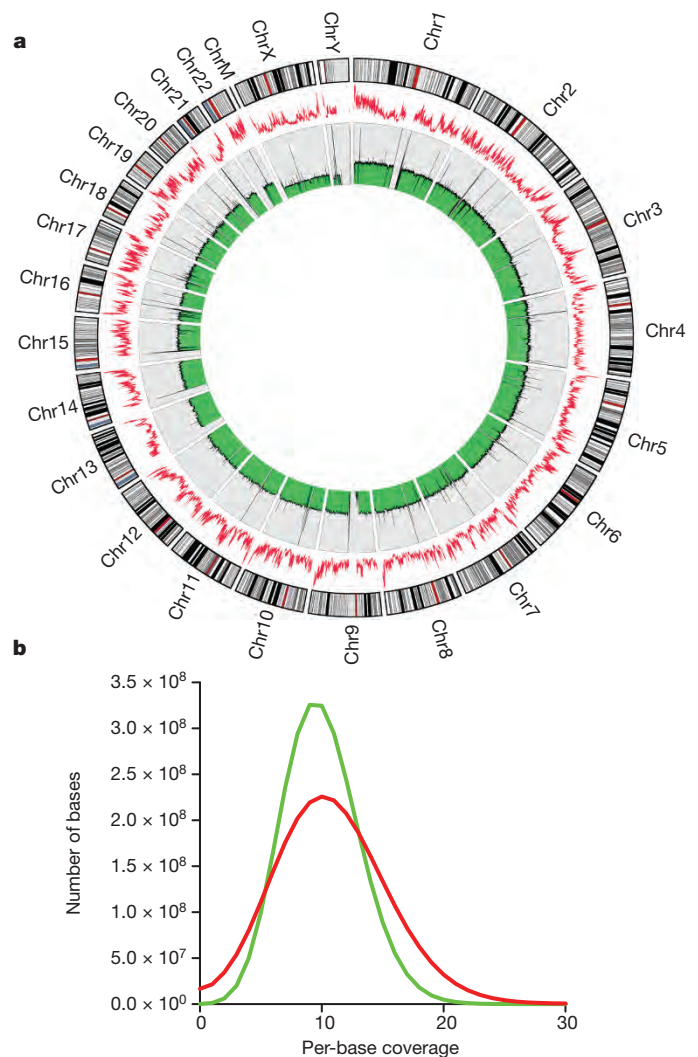 a
Chr1
Chr2
Chr3
Chr4
Chr5
Chr6
Chr7
Chr8
Chr9
Chr10
Chr11
Chr12
Chr13
Chr14
Chr15
Chr16
Chr17
Chr18
Chr19
Chr20
Chr21
Chr22
ChrM
ChrX
ChrY
b
3.5 × 10⁸
3.0 × 10⁸
2.5 × 10⁸
2.0 × 10⁸
1.5 × 10⁸
1.0 × 10⁸
5.0 × 10⁷
0.0 × 10⁰
Number of bases
0 10 20 30
Per-base coverage